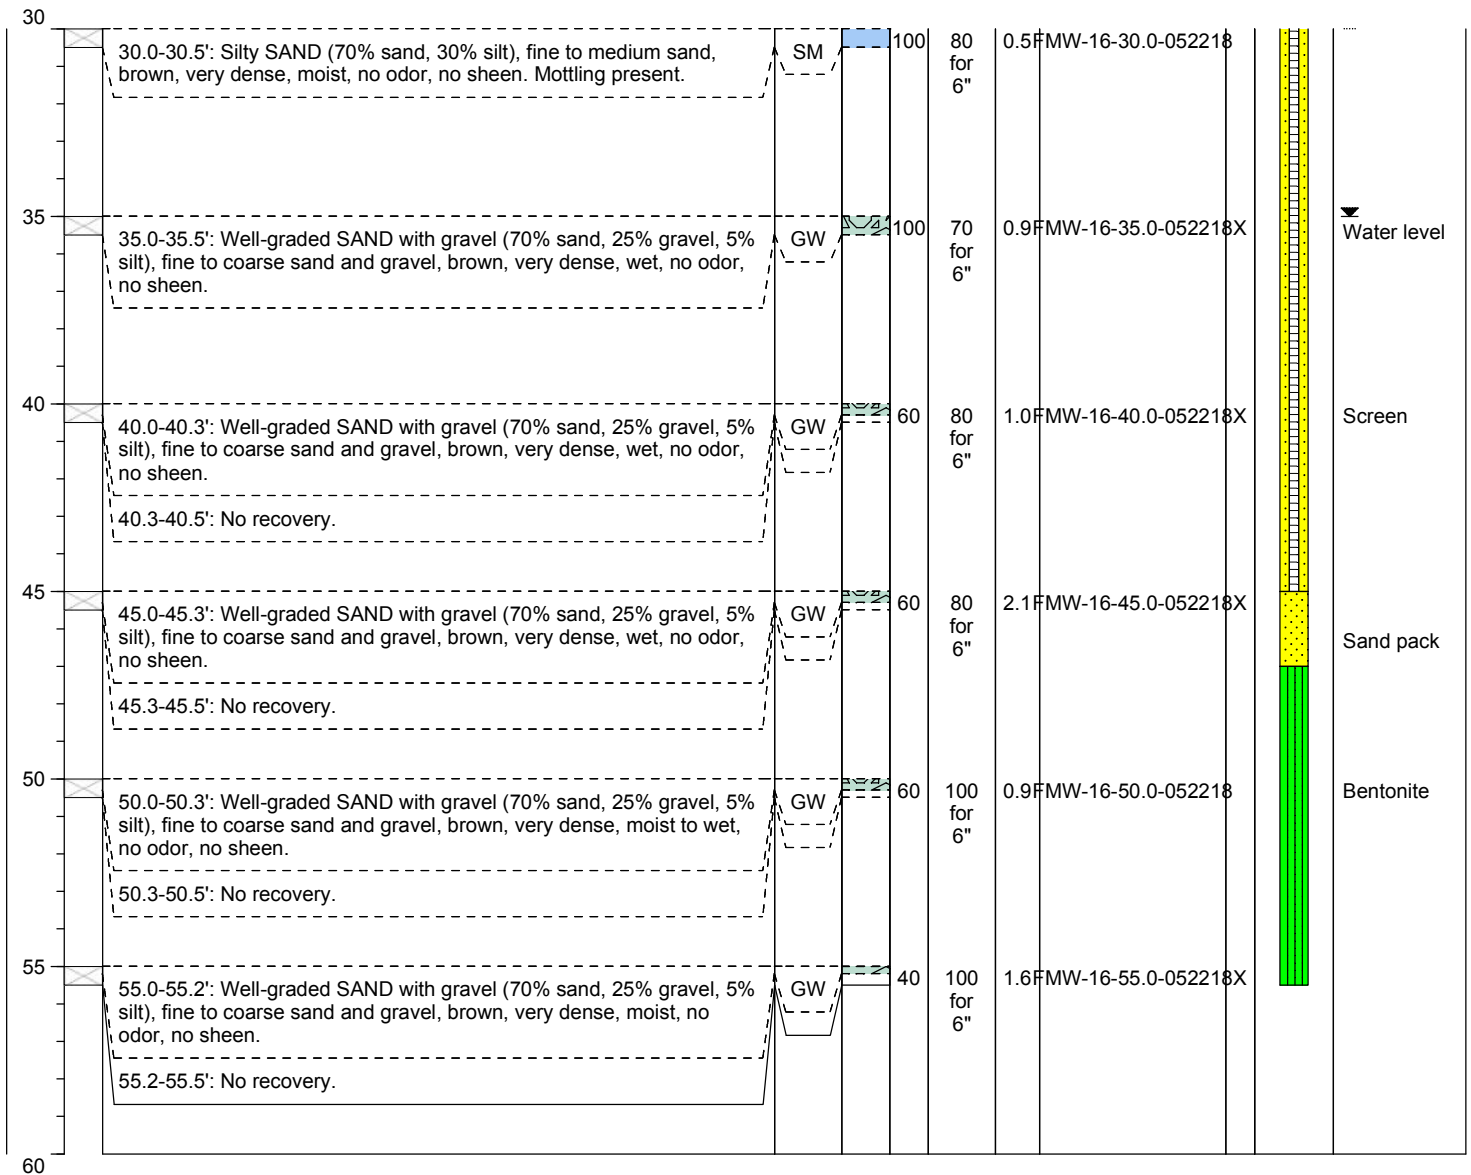 30
30.0-30.5': Silty SAND (70% sand, 30% silt), fine to medium sand,
brown, very dense, moist, no odor, no sheen. Mottling present.
SM
100
80
for
6"
0.5
FMW-16-30.0-052218
35
35.0-35.5': Well-graded SAND with gravel (70% sand, 25% gravel, 5%
silt), fine to coarse sand and gravel, brown, very dense, wet, no odor,
no sheen.
GW
100
70
for
6"
0.9
FMW-16-35.0-052218
X
Water level
40
40.0-40.3': Well-graded SAND with gravel (70% sand, 25% gravel, 5%
silt), fine to coarse sand and gravel, brown, very dense, wet, no odor,
no sheen.
40.3-40.5': No recovery.
GW
60
80
for
6"
1.0
FMW-16-40.0-052218
X
Screen
45
45.0-45.3': Well-graded SAND with gravel (70% sand, 25% gravel, 5%
silt), fine to coarse sand and gravel, brown, very dense, wet, no odor,
no sheen.
45.3-45.5': No recovery.
GW
60
80
for
6"
2.1
FMW-16-45.0-052218
X
Sand pack
50
50.0-50.3': Well-graded SAND with gravel (70% sand, 25% gravel, 5%
silt), fine to coarse sand and gravel, brown, very dense, moist to wet,
no odor, no sheen.
50.3-50.5': No recovery.
GW
60
100
for
6"
0.9
FMW-16-50.0-052218
Bentonite
55
55.0-55.2': Well-graded SAND with gravel (70% sand, 25% gravel, 5%
silt), fine to coarse sand and gravel, brown, very dense, moist, no
odor, no sheen.
55.2-55.5': No recovery.
GW
40
100
for
6"
1.6
FMW-16-55.0-052218
X
60